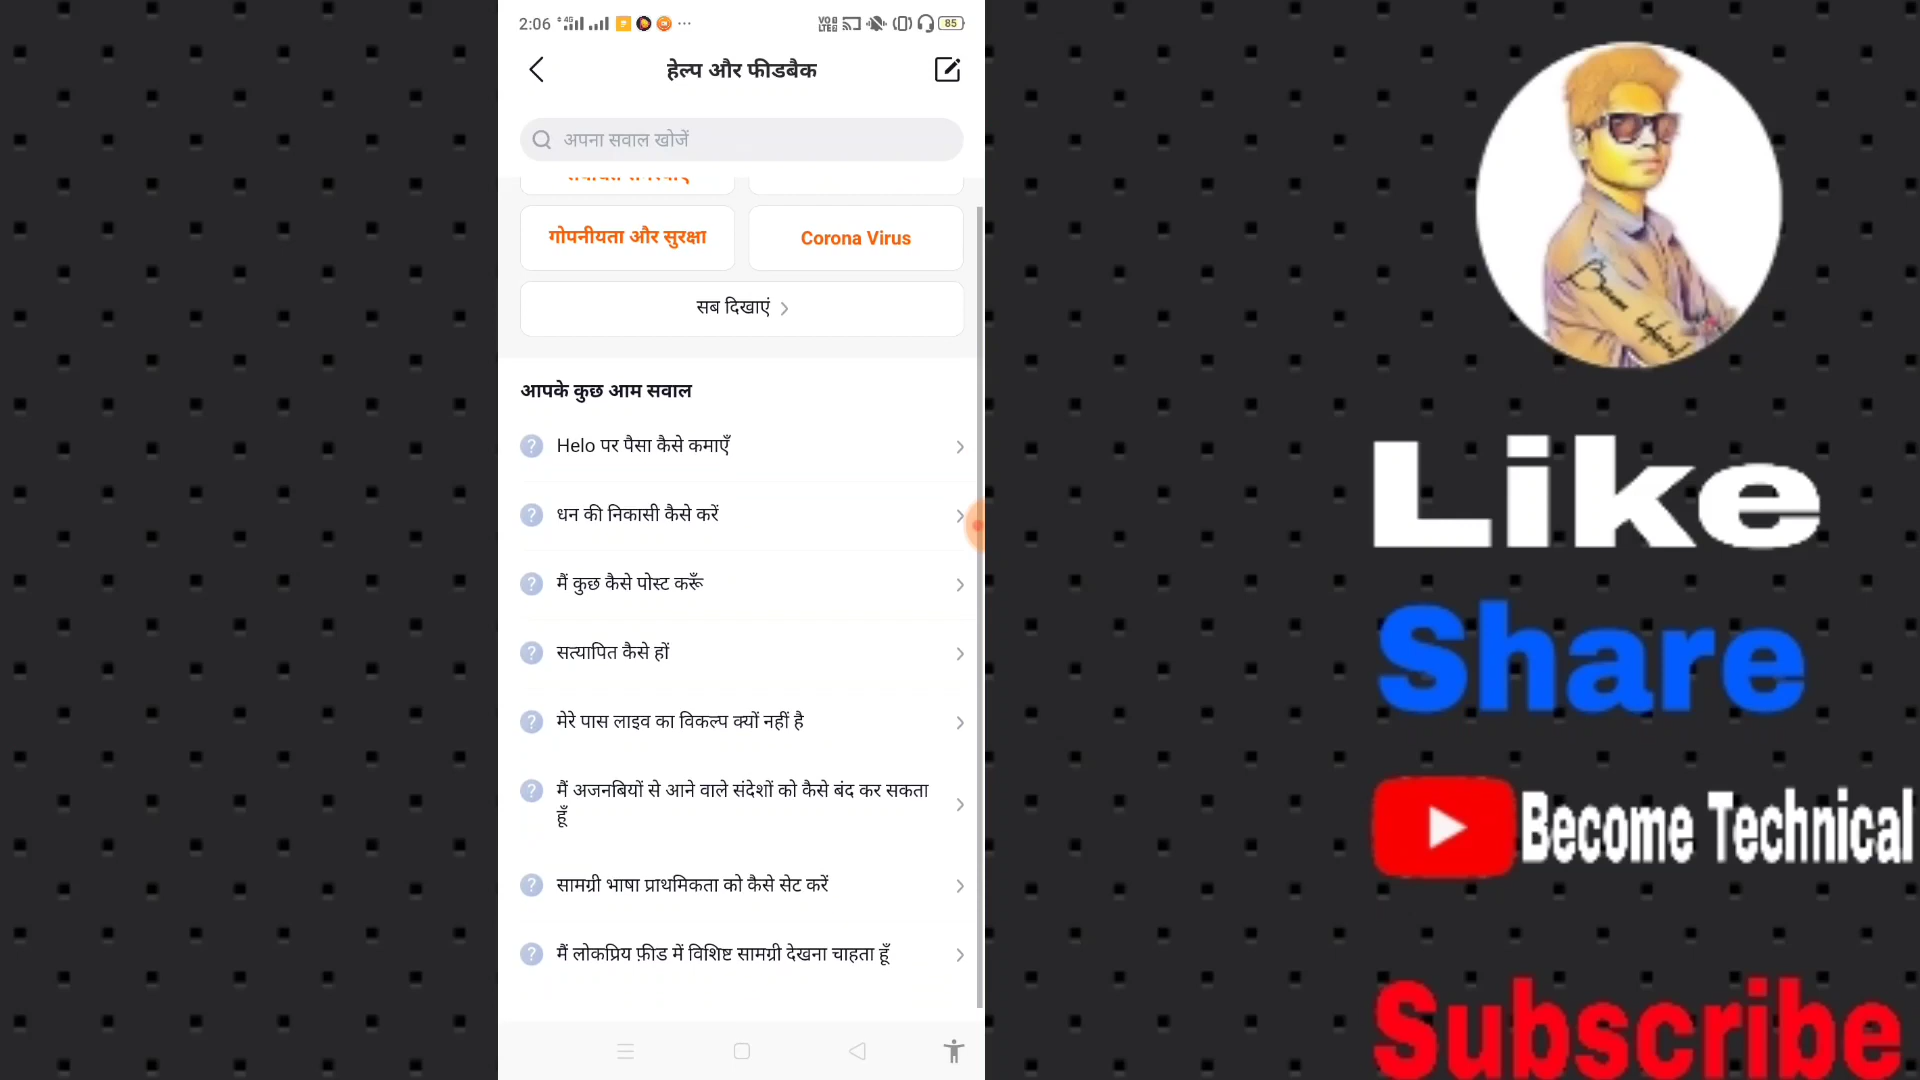 2:06
85
हेल्प और फीडबैक
अपना सवाल खोजें
गोपनीयता और सुरक्षा
Corona Virus
सब दिखाएं
आपके कुछ आम सवाल
Helo पर पैसा कैसे कमाएँ
धन की निकासी कैसे करें
मैं कुछ कैसे पोस्ट करूँ
सत्यापित कैसे हों
मेरे पास लाइव का विकल्प क्यों नहीं है
मैं अजनबियों से आने वाले संदेशों को कैसे बंद कर सकता
हूँ
सामग्री भाषा प्राथमिकता को कैसे सेट करें
मैं लोकप्रिय फ़ीड में विशिष्ट सामग्री देखना चाहता हूँ
Like
Share
Become Technical
Subscribe